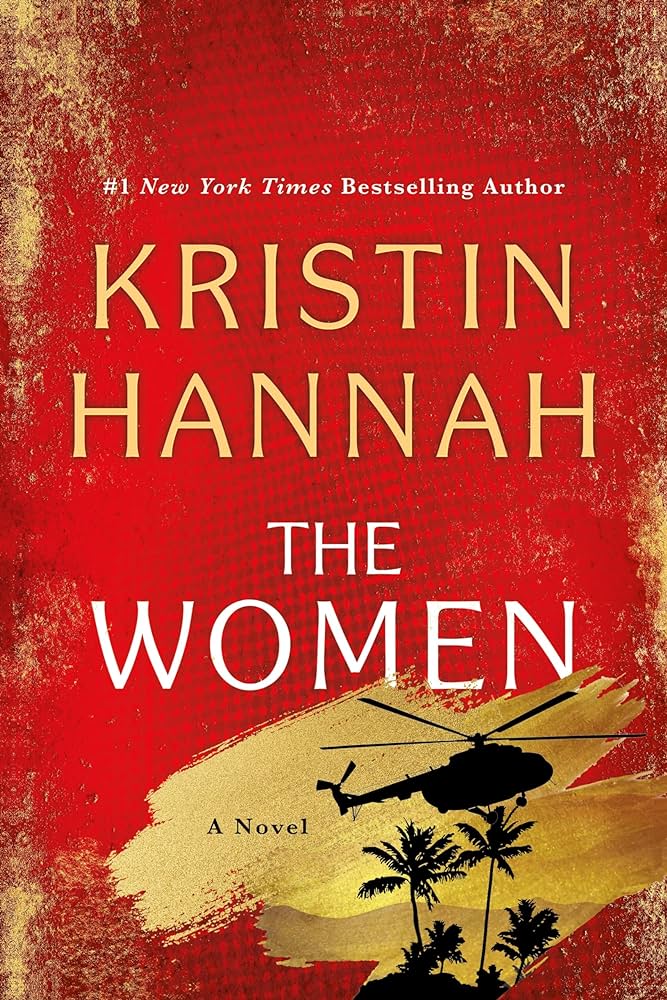 #1 New York Times Bestselling Author
KRISTIN
HANNAH
THE
WOMEN
A Novel